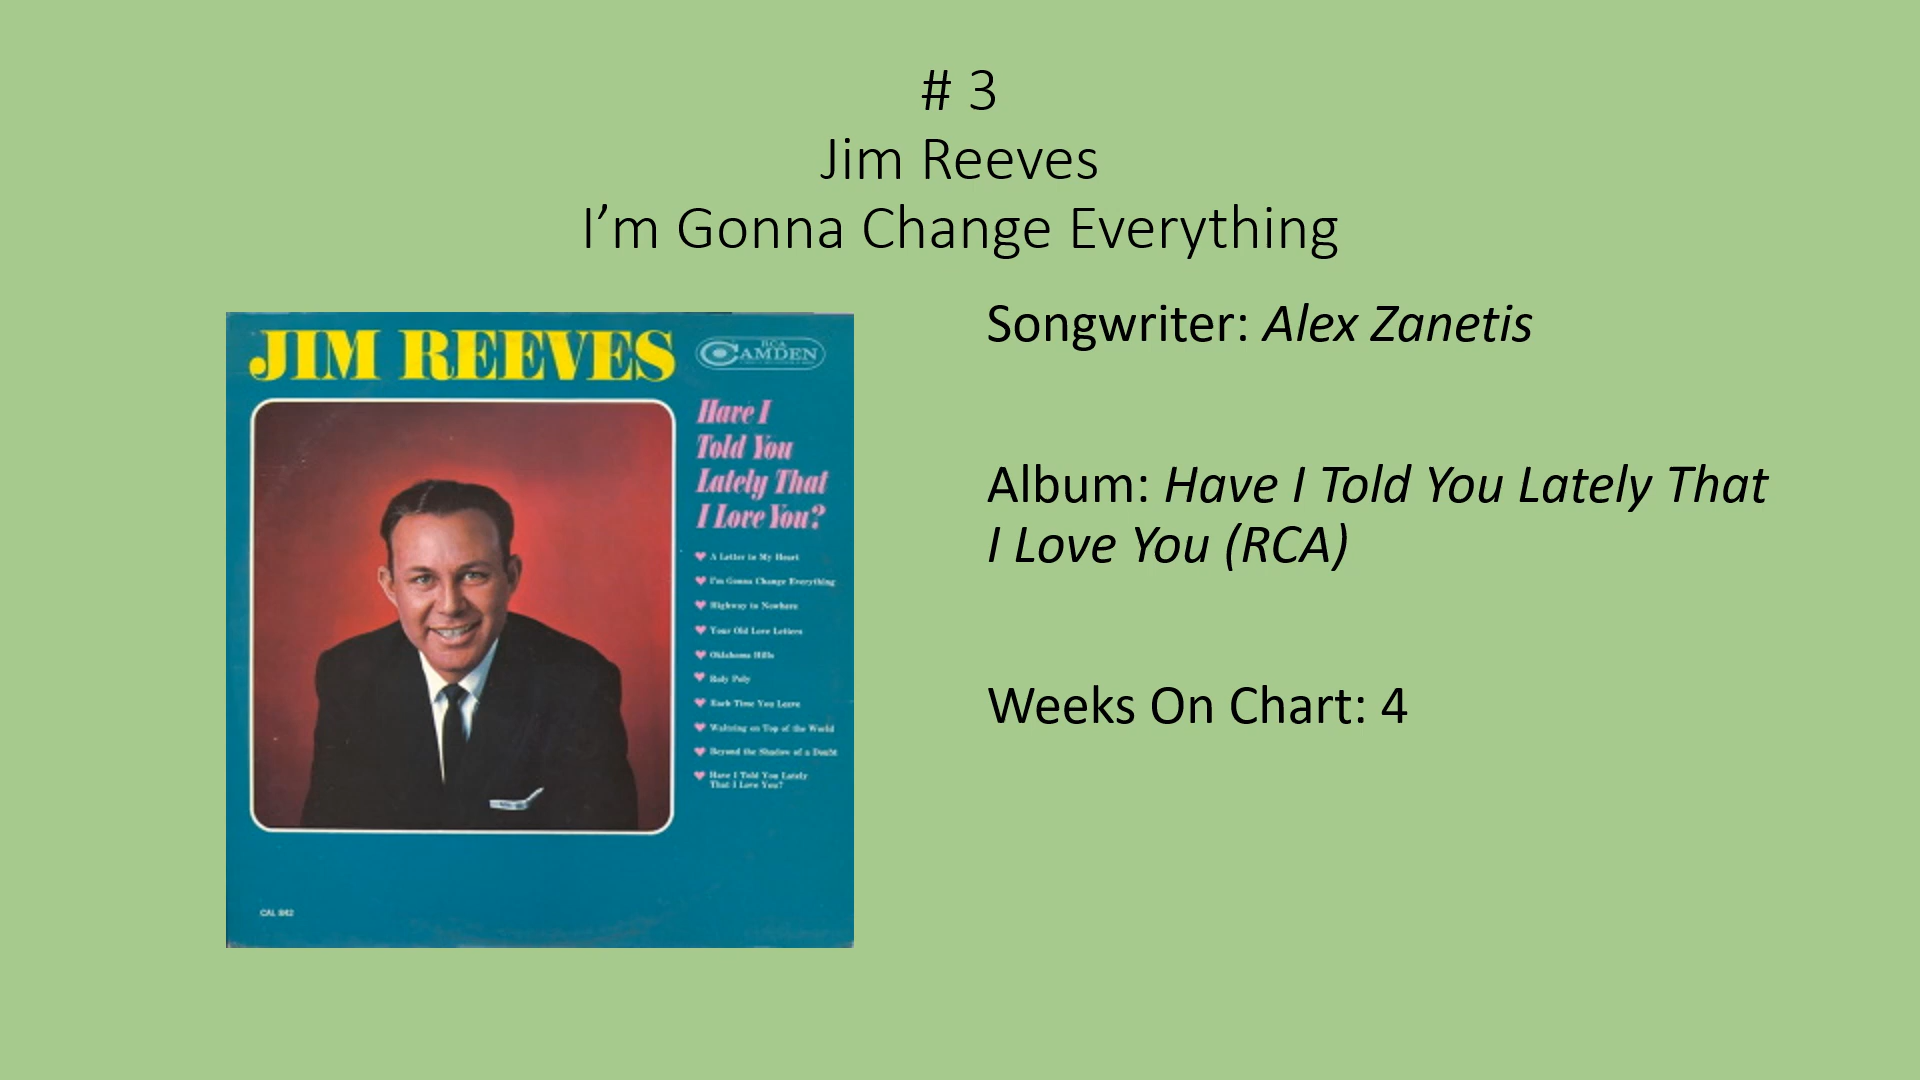 # 3
Jim Reeves
I’m Gonna Change Everything
JIM REEVES
RCA
CAMDEN
Have I
Told You
Lately That
I Love You?
A Letter to My Heart
I'm Gonna Change Everything
Highway to Nowhere
Your Old Love Letters
Oklahoma Hills
Roly Poly
Each Time You Leave
Waltzing on Top of the World
Beyond the Shadow of a Doubt
Have I Told You Lately
That I Love You?
CAL 842
Songwriter: Alex Zanetis
Album: Have I Told You Lately That
I Love You (RCA)
Weeks On Chart: 4